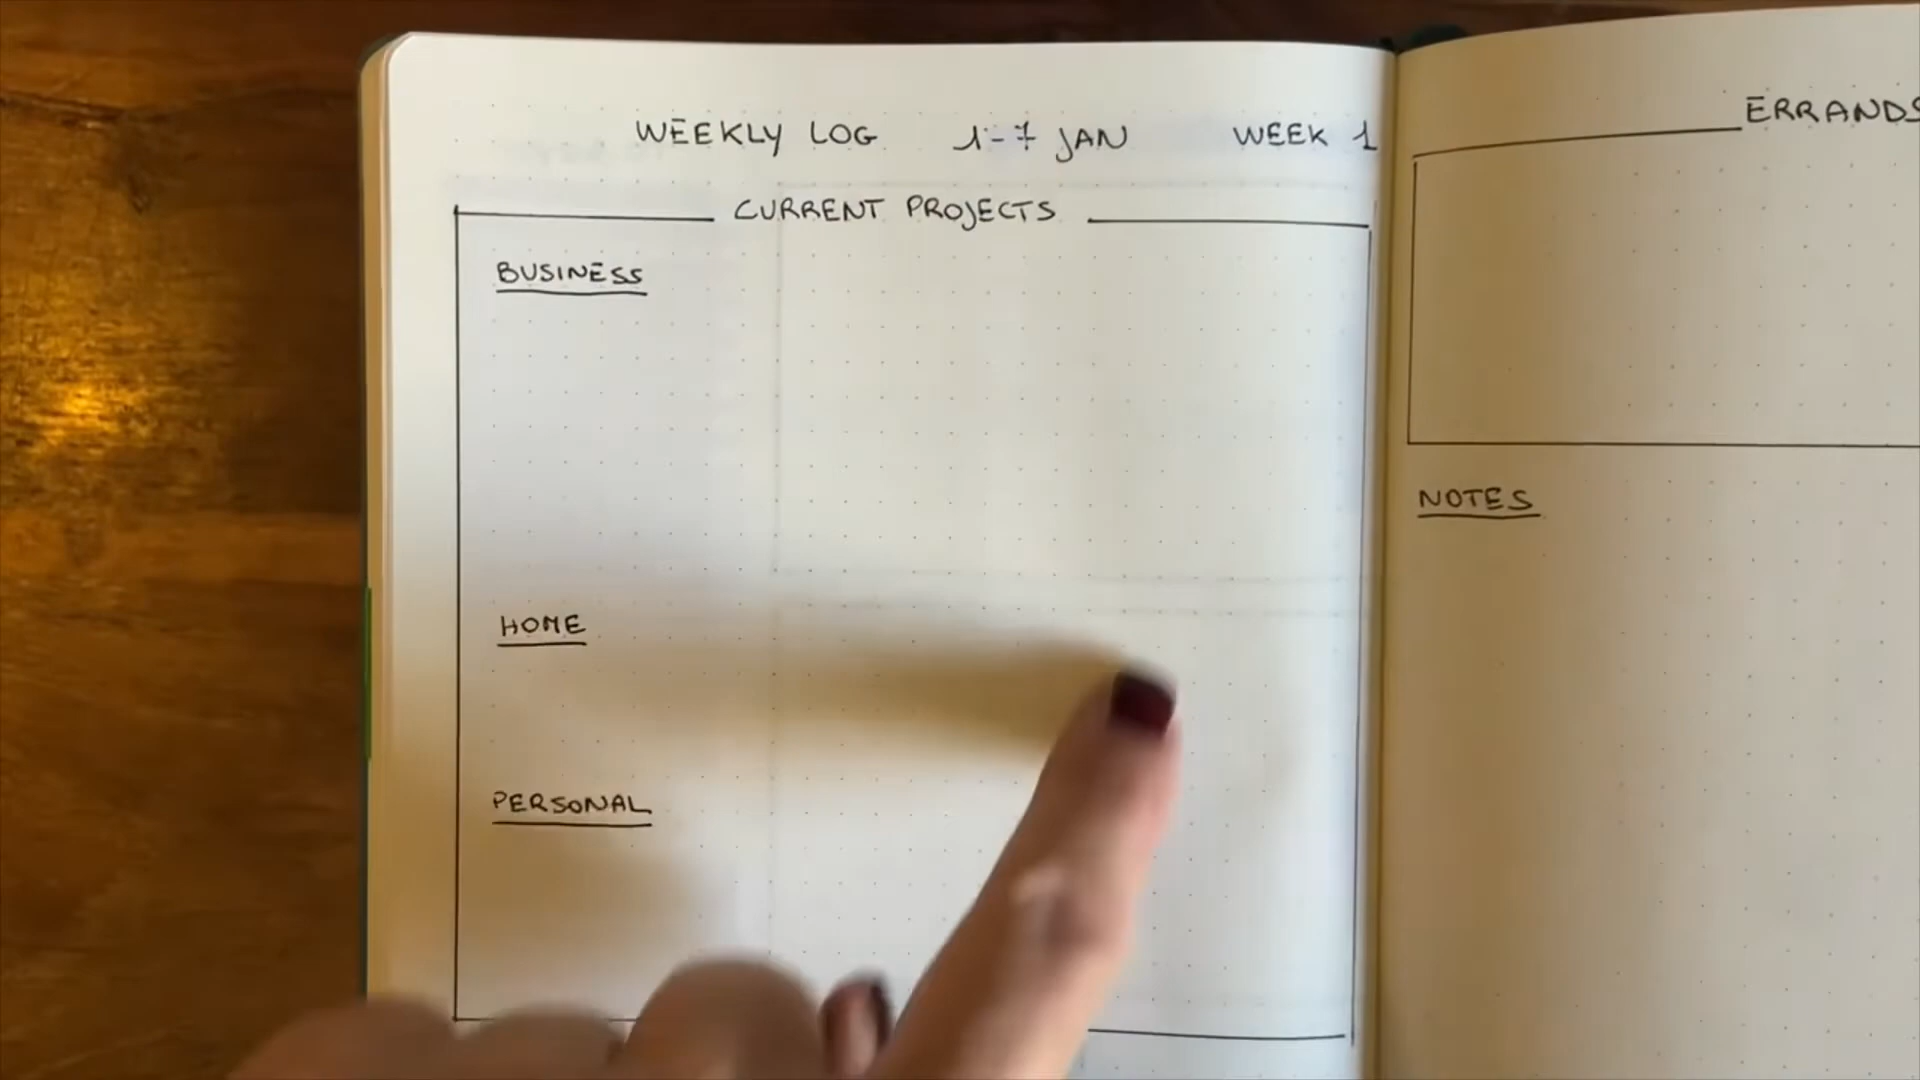 WEEKLY LOG 1-7 JAN WEEK 1
CURRENT PROJECTS
BUSINESS
HOME
PERSONAL
ERRANDS
NOTES